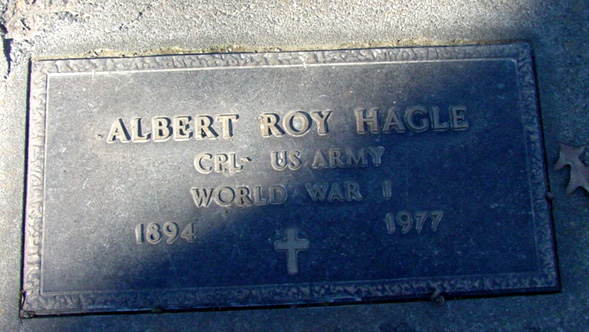 ALBERT ROY HAGLE
CPL US ARMY
WORLD WAR I
1894 1977